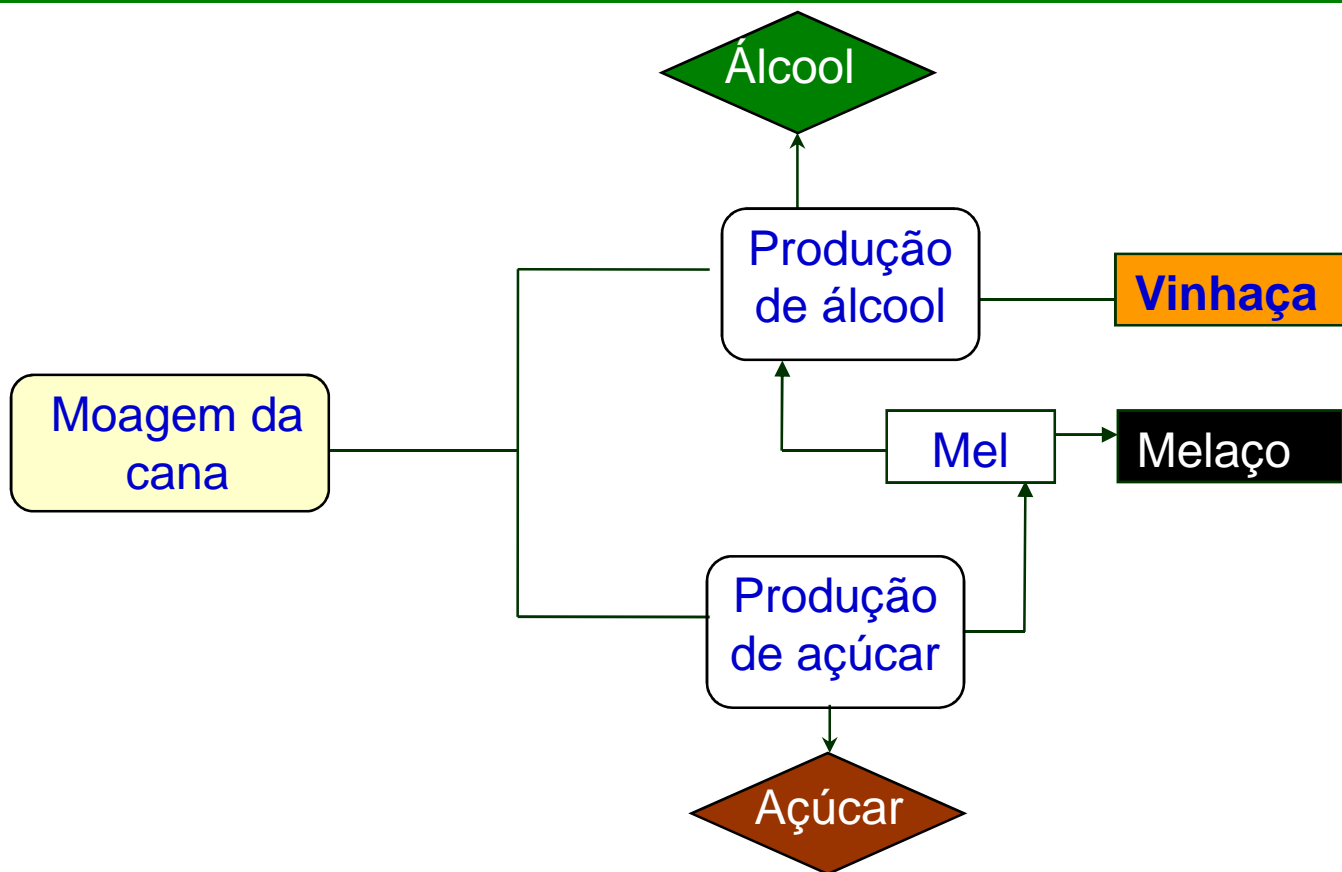 Álcool
Produção
de álcool
Vinhaça
Moagem da
cana
Mel
Melaço
Produção
de açúcar
Açúcar